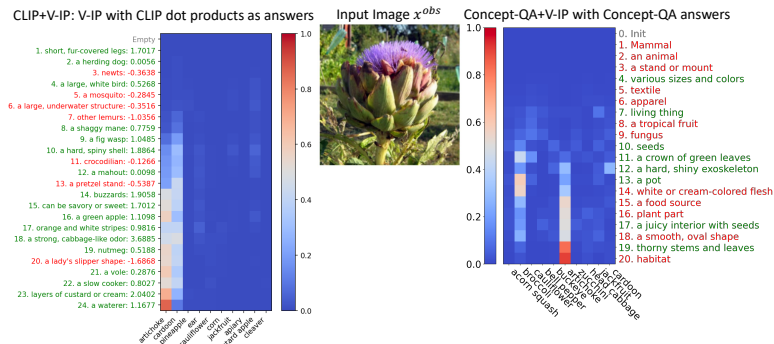 CLIP+V-IP: V-IP with CLIP dot products as answers
Input Image x^obs
Concept-QA+V-IP with Concept-QA answers
Empty
1. short, fur-covered legs: 1.7017
2. a herding dog: 0.0056
3. newts: -0.3638
4. a large, white bird: 0.5268
5. a mosquito: -0.2845
6. a large, underwater structure: -0.3516
7. other lemurs: -1.0356
8. a shaggy mane: 0.7759
9. a fig wasp: 1.0485
10. a hard, spiny shell: 1.8864
11. crocodilian: -0.1266
12. a mahout: 0.0098
13. a pretzel stand: -0.5387
14. buzzards: 1.9058
15. can be savory or sweet: 1.7012
16. a green apple: 1.1098
17. orange and white stripes: 0.9816
18. a strong, cabbage-like odor: 3.6885
19. nutmeg: 0.5188
20. a lady's slipper shape: -1.6868
21. a vole: 0.2876
22. a slow cooker: 0.8027
23. layers of custard or cream: 2.0402
24. a waterer: 1.1677
artichoke
cardoon
pineapple
ear
cauliflower
corn
jackfruit
apiary
tard apple
cleaver
1.0
0.8
0.6
0.4
0.2
0.0
1.0
0.8
0.6
0.4
0.2
0.0
0. Init
1. Mammal
2. an animal
3. a stand or mount
4. various sizes and colors
5. textile
6. apparel
7. living thing
8. a tropical fruit
9. fungus
10. seeds
11. a crown of green leaves
12. a hard, shiny exoskeleton
13. a pot
14. white or cream-colored flesh
15. a food source
16. plant part
17. a juicy interior with seeds
18. a smooth, oval shape
19. thorny stems and leaves
20. habitat
acorn squash
broccoli
cauliflower
bell pepper
buckeye
artichoke
zucchini
head cabbage
jackfruit
cardoon